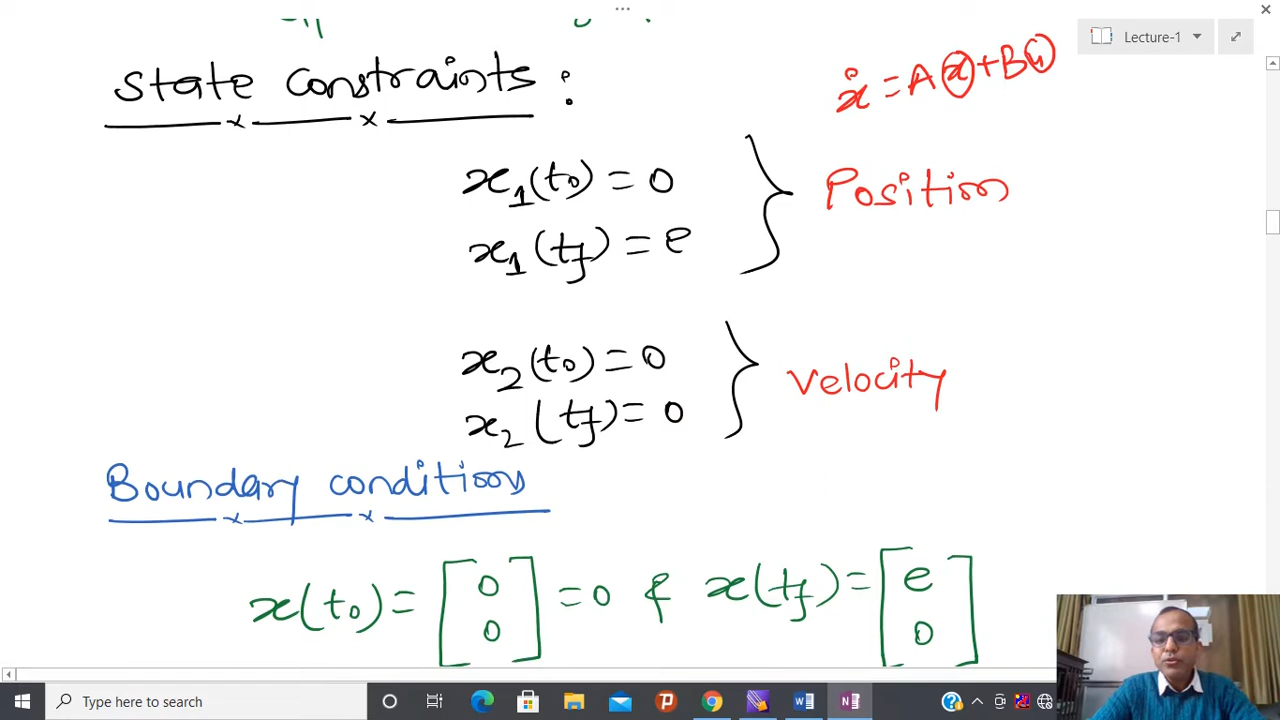 Lecture-1
State constraints :
ẋ = A x + B u
x₁(t₀) = 0
x₁(tf) = e
Position
x₂(t₀) = 0
x₂(tf) = 0
Velocity
Boundary conditions
x(t₀) = [0 0] = 0 & x(tf) = [e 0]
Type here to search